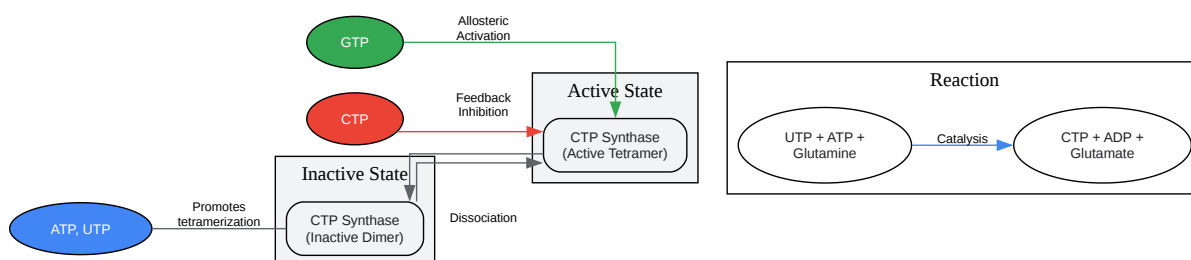 GTP
Allosteric
Activation
CTP
Feedback
Inhibition
Active State
CTP Synthase
(Active Tetramer)
Inactive State
CTP Synthase
(Inactive Dimer)
Dissociation
ATP, UTP
Promotes
tetramerization
Reaction
UTP + ATP +
Glutamine
Catalysis
CTP + ADP +
Glutamate